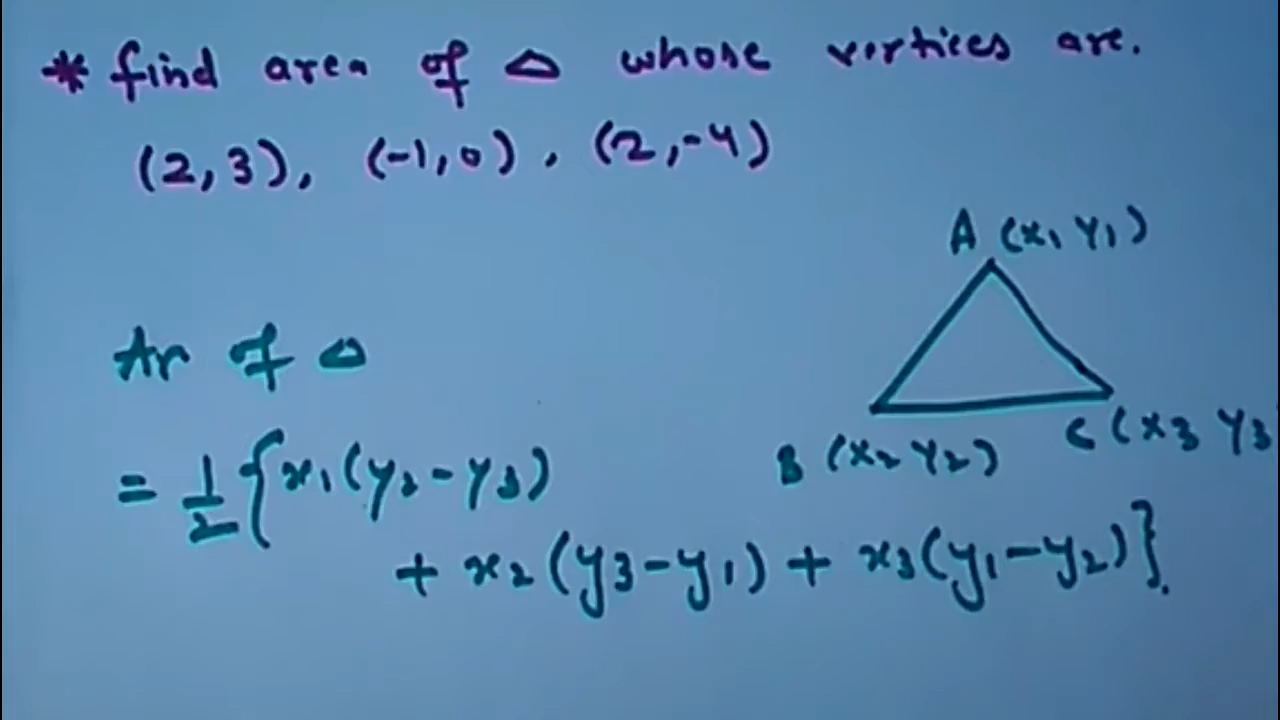 * find area of △ whose vertices are.
(2,3), (-1,0), (2,-4)
A (x₁ y₁)
Ar of △
B (x₂ y₂)
C (x₃ y₃
= 1/2 {x₁(y₂-y₃)
+ x₂(y₃-y₁) + x₃(y₁-y₂)}.